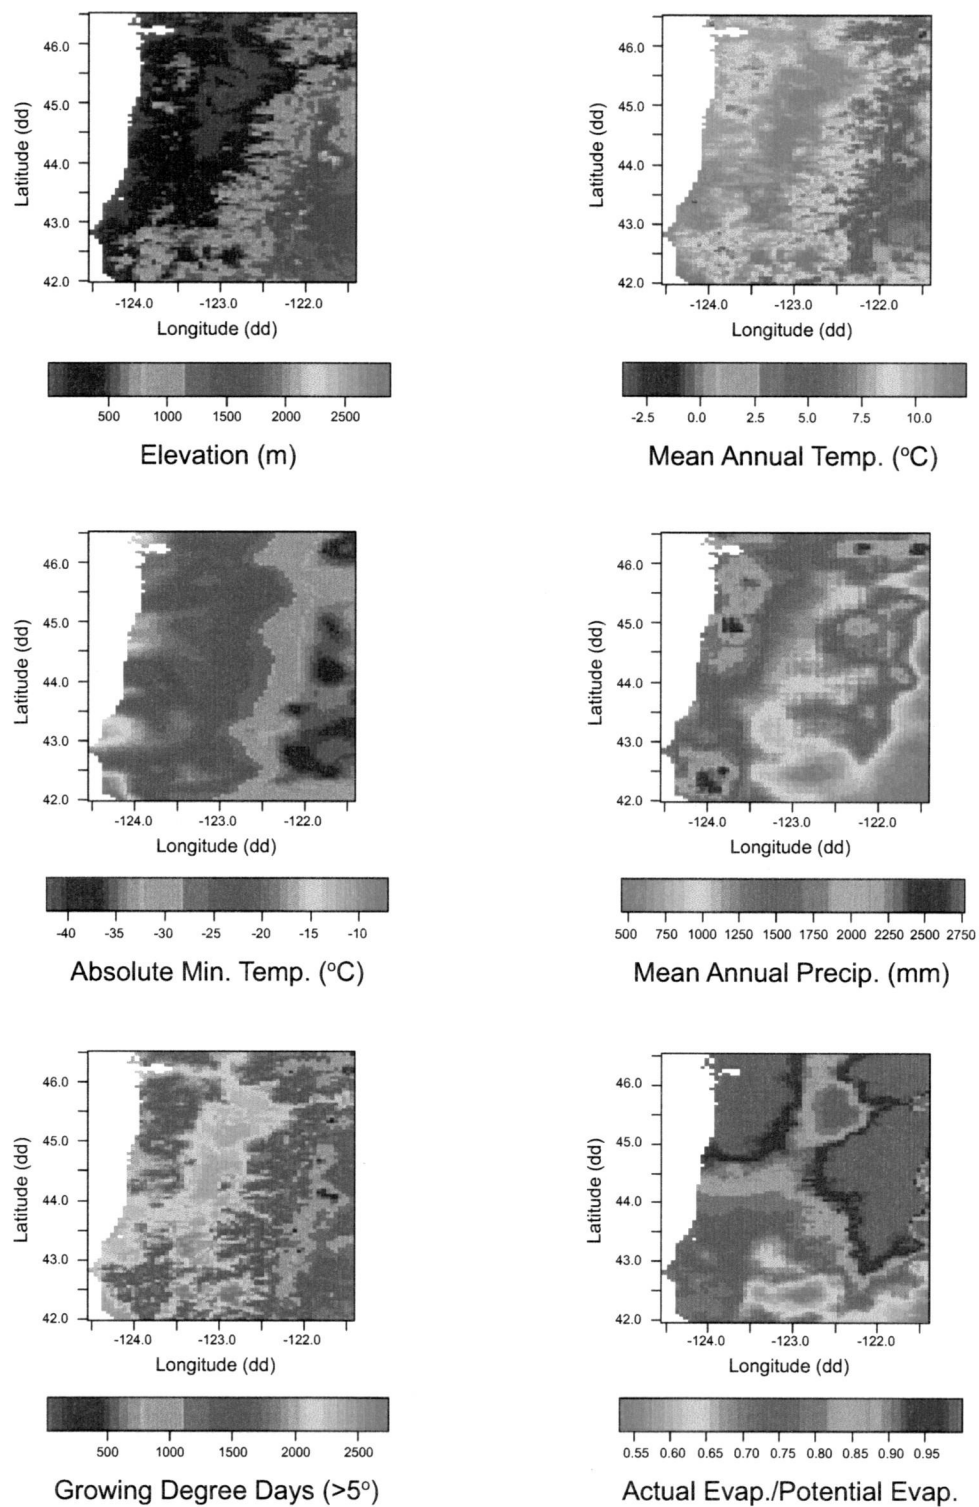 46.0
45.0
44.0
43.0
42.0
Latitude (dd)
-124.0 -123.0 -122.0
Longitude (dd)
500 1000 1500 2000 2500
Elevation (m)
46.0
45.0
44.0
43.0
42.0
Latitude (dd)
-124.0 -123.0 -122.0
Longitude (dd)
-2.5 0.0 2.5 5.0 7.5 10.0
Mean Annual Temp. (°C)
46.0
45.0
44.0
43.0
42.0
Latitude (dd)
-124.0 -123.0 -122.0
Longitude (dd)
-40 -35 -30 -25 -20 -15 -10
Absolute Min. Temp. (°C)
46.0
45.0
44.0
43.0
42.0
Latitude (dd)
-124.0 -123.0 -122.0
Longitude (dd)
500 750 1000 1250 1500 1750 2000 2250 2500 2750
Mean Annual Precip. (mm)
46.0
45.0
44.0
43.0
42.0
Latitude (dd)
-124.0 -123.0 -122.0
Longitude (dd)
500 1000 1500 2000 2500
Growing Degree Days (>5°)
46.0
45.0
44.0
43.0
42.0
Latitude (dd)
-124.0 -123.0 -122.0
Longitude (dd)
0.55 0.60 0.65 0.70 0.75 0.80 0.85 0.90 0.95
Actual Evap./Potential Evap.